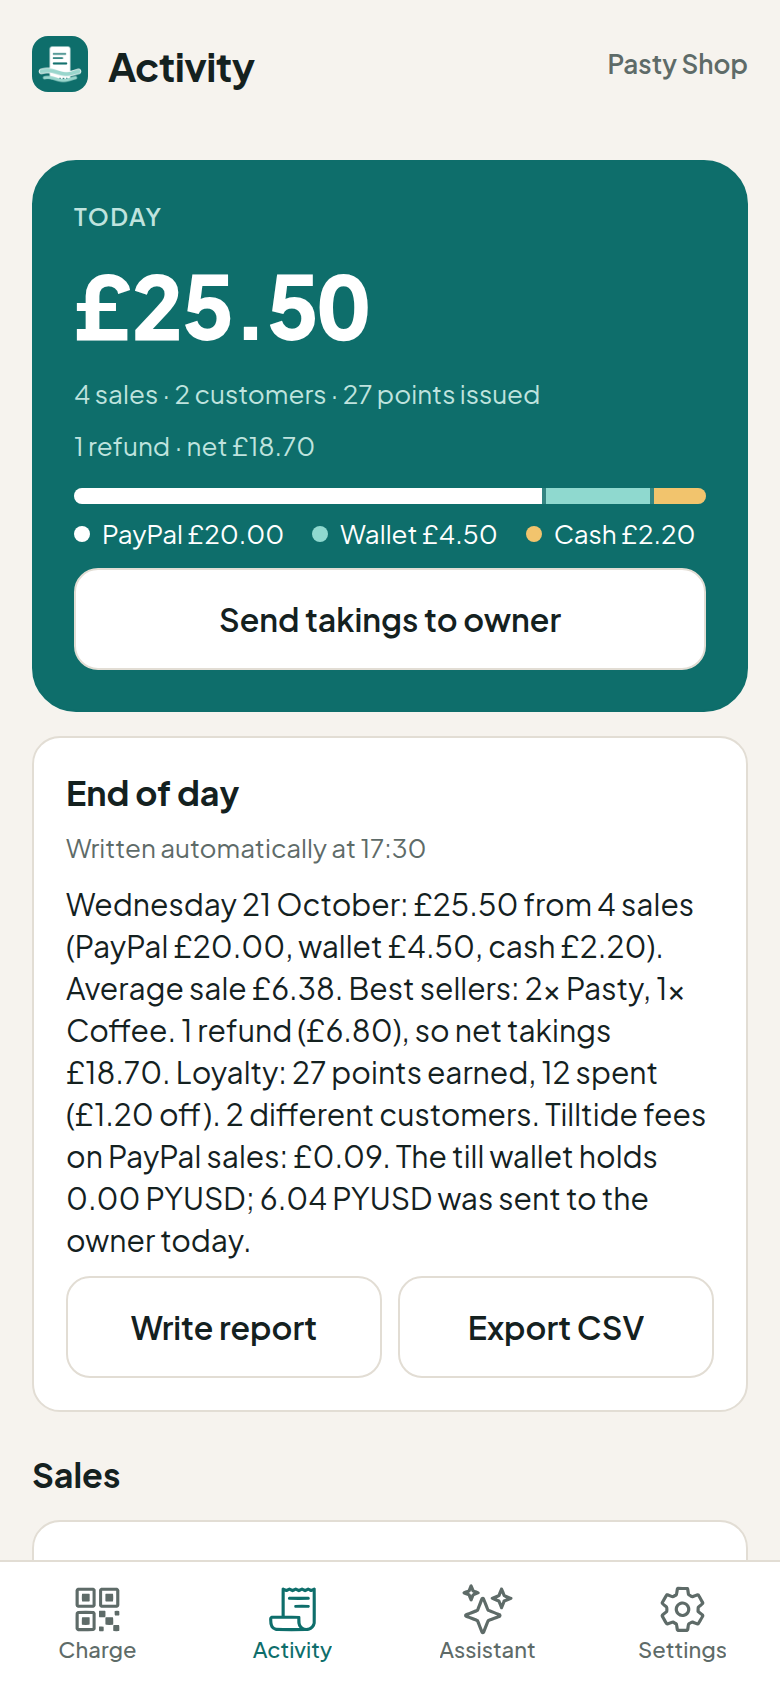 Activity
Pasty Shop
TODAY
£25.50
4 sales · 2 customers · 27 points issued
1 refund · net £18.70
PayPal £20.00 Wallet £4.50 Cash £2.20
Send takings to owner
End of day
Written automatically at 17:30
Wednesday 21 October: £25.50 from 4 sales
(PayPal £20.00, wallet £4.50, cash £2.20).
Average sale £6.38. Best sellers: 2× Pasty, 1×
Coffee. 1 refund (£6.80), so net takings
£18.70. Loyalty: 27 points earned, 12 spent
(£1.20 off). 2 different customers. Tilltide fees
on PayPal sales: £0.09. The till wallet holds
0.00 PYUSD; 6.04 PYUSD was sent to the
owner today.
Write report Export CSV
Sales
Charge Activity Assistant Settings